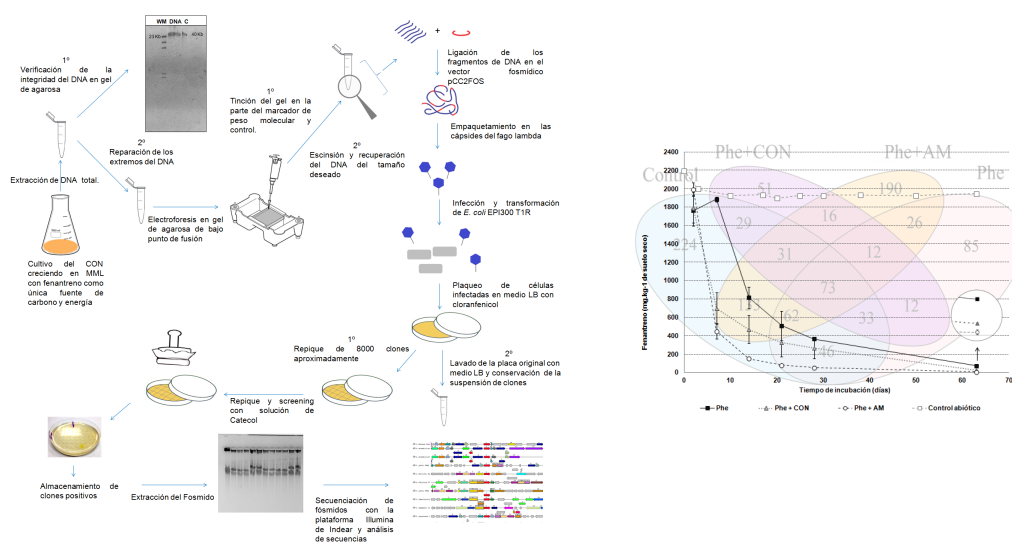 WM DNA C
20 Kb
40 Kb
1º
Verificación de la
integridad del DNA en gel
de agarosa
2º
Reparación de los
extremos del DNA
Extracción de DNA total.
Electroforesis en gel
de agarosa de bajo
punto de fusión
Cultivo del CON
creciendo en MML
con fenantreno como
única fuente de
carbono y energía
1º
Tinción del gel en la
parte del marcador de
peso molecular y
control.
2º
Escinsión y recuperación
del DNA del tamaño
deseado
+
Ligación de los
fragmentos de DNA en el
vector fosmídico
pCC2FOS
Empaquetamiento en las
cápsides del fago lambda
Infección y transformación
de E. coli EPI300 T1R
Plaqueo de células
infectadas en medio LB con
cloranfenicol
1º
Repique de 8000 clones
aproximadamente
2º
Lavado de la placa original con
medio LB y conservación de la
suspensión de clones
Repique y screening
con solución de
Catecol
Almacenamiento de
clones positivos
Extracción del Fosmido
Secuenciación de
fósmidos con la
plataforma Illumina
de Indear y análisis
de secuencias
Phe+CON
Phe+AM
Control
Phe
51
190
29
16
26
224
31
12
85
73
113
62
33
12
46
Fenantreno (mg.kg-1 de suelo seco)
2400
2200
2000
1800
1600
1400
1200
1000
800
600
400
200
0
0 10 20 30 40 50 60 70
Tiempo de incubación (días)
Phe
Phe + CON
Phe + AM
Control abiótico